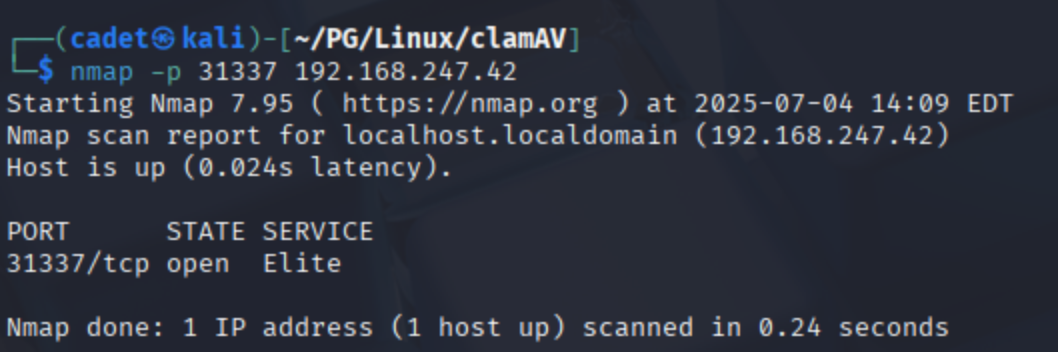 ┌──(cadet㉿kali)-[~/PG/Linux/clamAV]
└─$ nmap -p 31337 192.168.247.42
Starting Nmap 7.95 ( https://nmap.org ) at 2025-07-04 14:09 EDT
Nmap scan report for localhost.localdomain (192.168.247.42)
Host is up (0.024s latency).
PORT      STATE SERVICE
31337/tcp open  Elite
Nmap done: 1 IP address (1 host up) scanned in 0.24 seconds